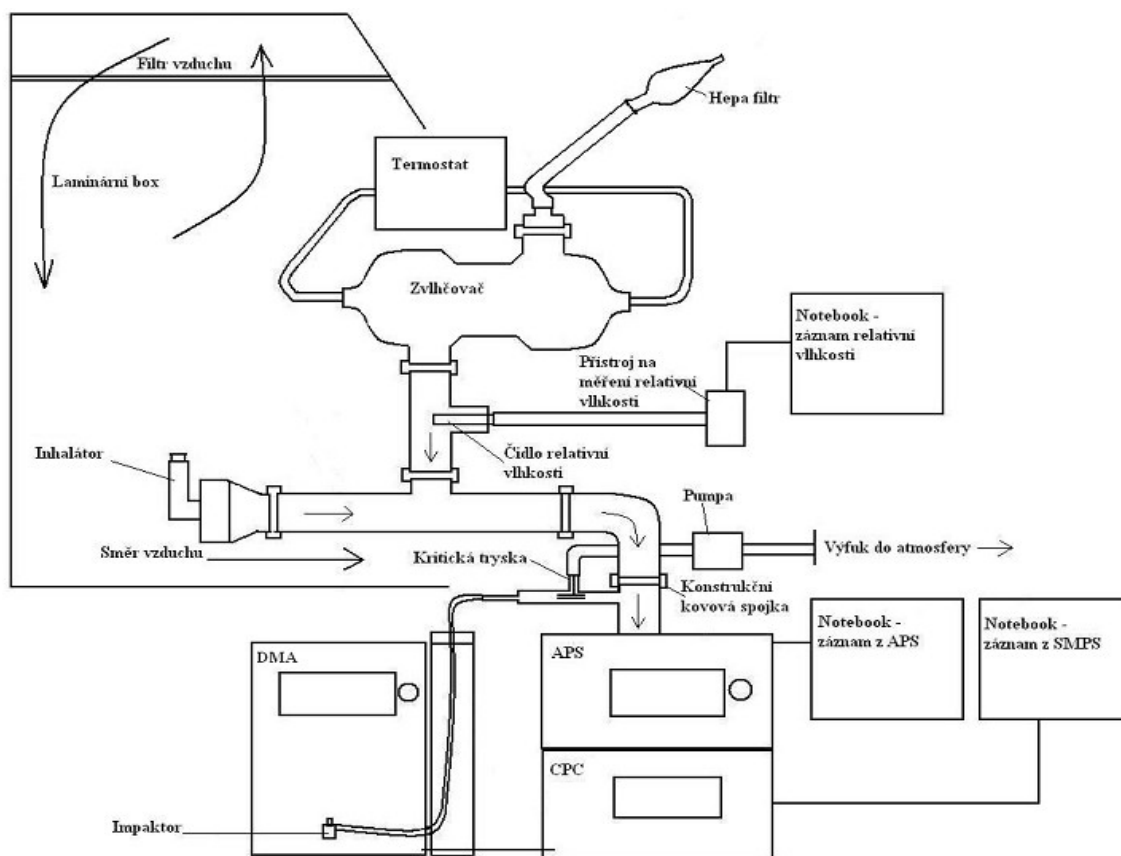 Filtr vzduchu
Hepa filtr
Termostat
Laminární box
Zvlhčovač
Notebook -
záznam relativní
vlhkosti
Přístroj na
měření relativní
vlhkosti
Inhalátor
Čidlo relativní
vlhkosti
Pumpa
Směr vzduchu
Kritická tryska
Výfuk do atmosfery
Konstrukční
kovová spojka
Notebook -
záznam z APS
Notebook -
záznam z SMPS
DMA
APS
CPC
Impaktor